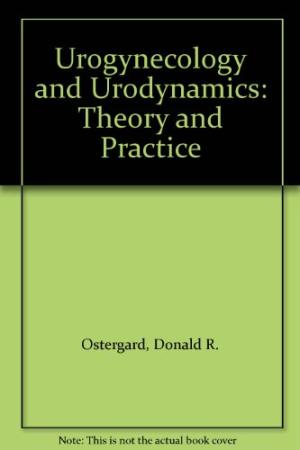 Urogynecology
and Urodynamics:
Theory and
Practice
Ostergard, Donald R.
Note: This is not the actual book cover